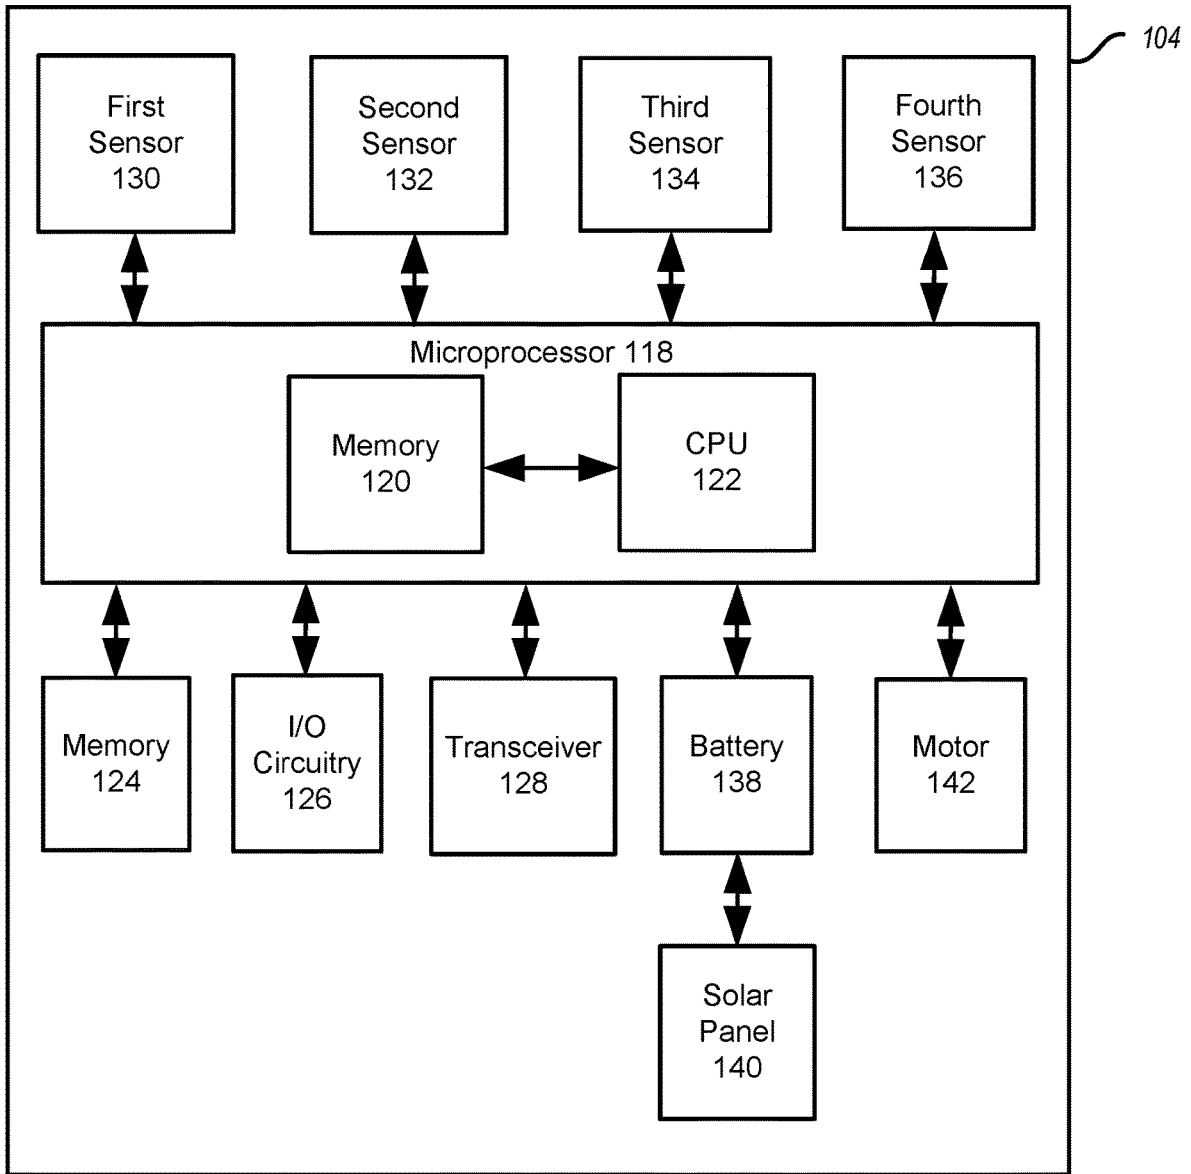 104
First
Sensor
130
Second
Sensor
132
Third
Sensor
134
Fourth
Sensor
136
Microprocessor 118
Memory
120
CPU
122
Memory
124
I/O
Circuitry
126
Transceiver
128
Battery
138
Motor
142
Solar
Panel
140